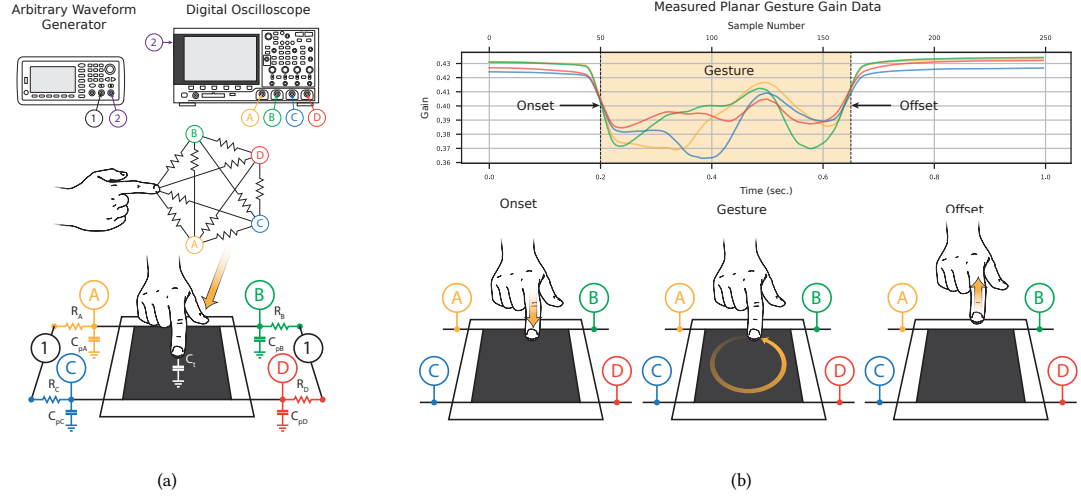 Arbitrary Waveform
Generator
Digital Oscilloscope
2
1
2
A
B
C
D
B
D
C
A
A
B
R_A
R_B
C_pA
C_pB
1
1
C
D
C_t
R_C
R_D
C_pC
C_pD
(a)
Measured Planar Gesture Gain Data
Sample Number
0 50 100 150 250
Gain
0.43
0.42
0.41
0.40
0.39
0.38
0.37
0.36
Gesture
Onset
Offset
0.0 0.2 0.4 0.6 0.8 1.0
Time (sec.)
Onset
Gesture
Offset
A B A B A B
C D C D C D
(b)